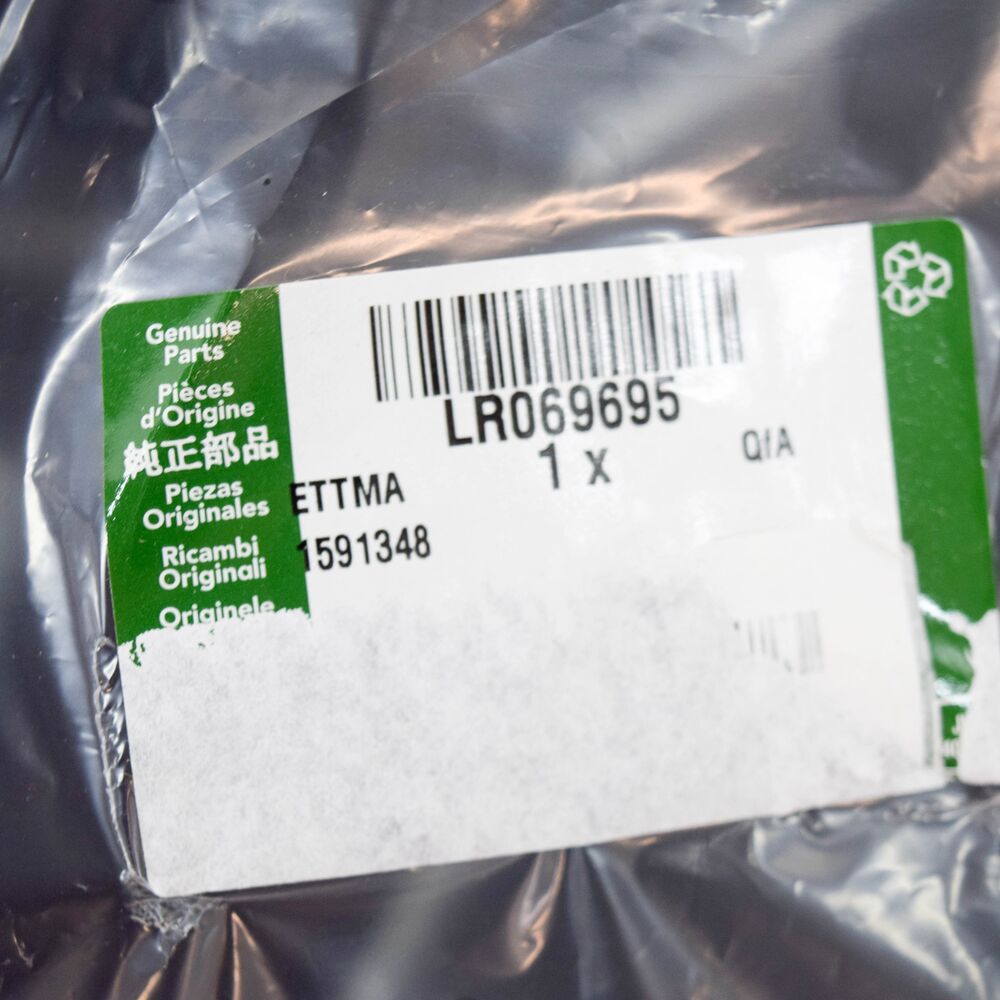 Genuine
Parts
Pièces
d'Origine
純正部品
Piezas
Originales
Ricambi
Originali
Originele
LR069695
1 x
Q/A
ETTMA
1591348